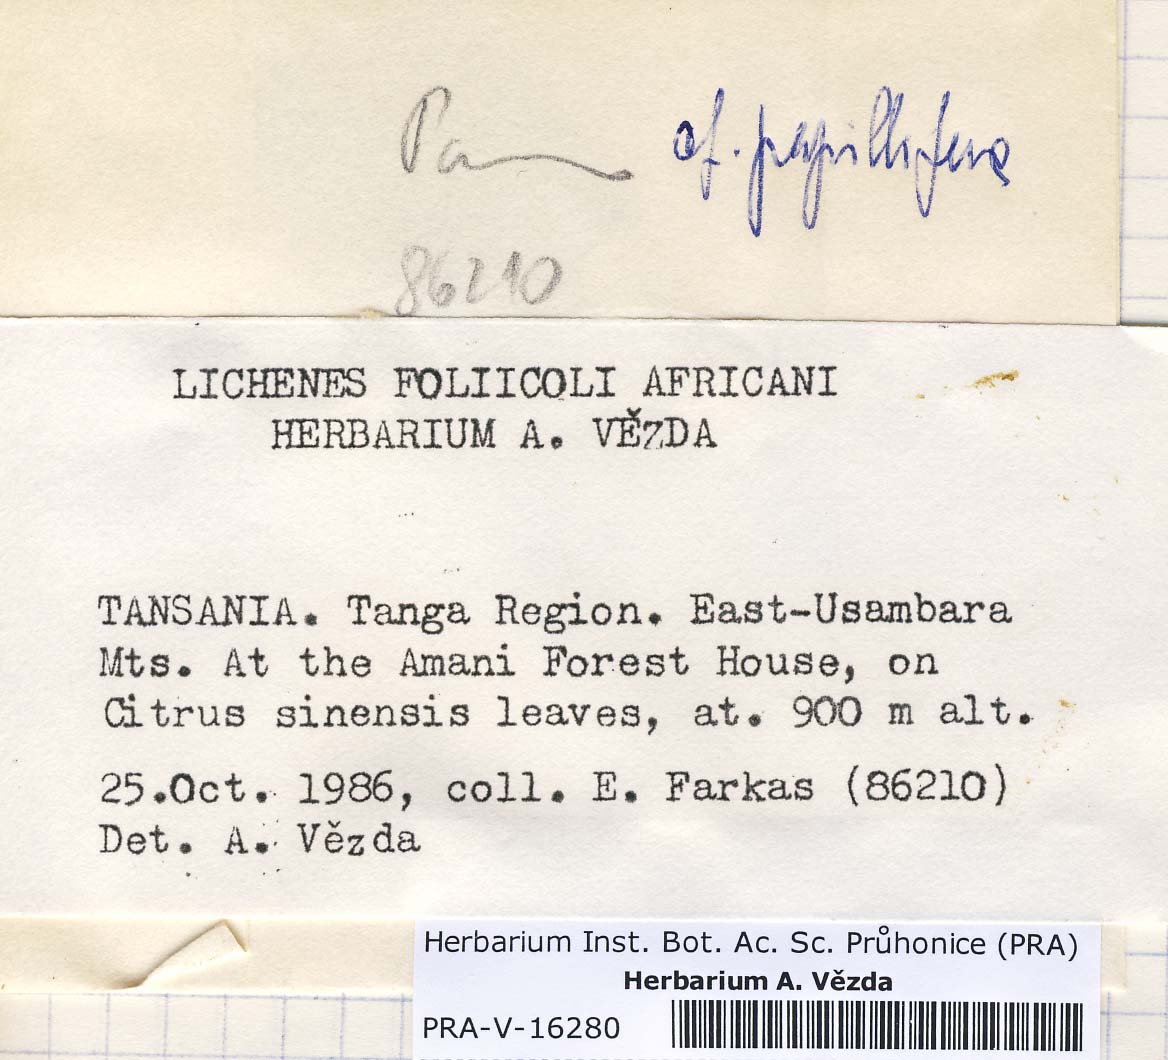 cf. papillifera
86210
LICHENES FOLIICOLI AFRICANI
HERBARIUM A. VĚZDA
TANSANIA. Tanga Region. East-Usambara
Mts. At the Amani Forest House, on
Citrus sinensis leaves, at. 900 m alt.
25.Oct. 1986, coll. E. Farkas (86210)
Det. A. Vězda
Herbarium Inst. Bot. Ac. Sc. Průhonice (PRA)
Herbarium A. Vězda
PRA-V-16280